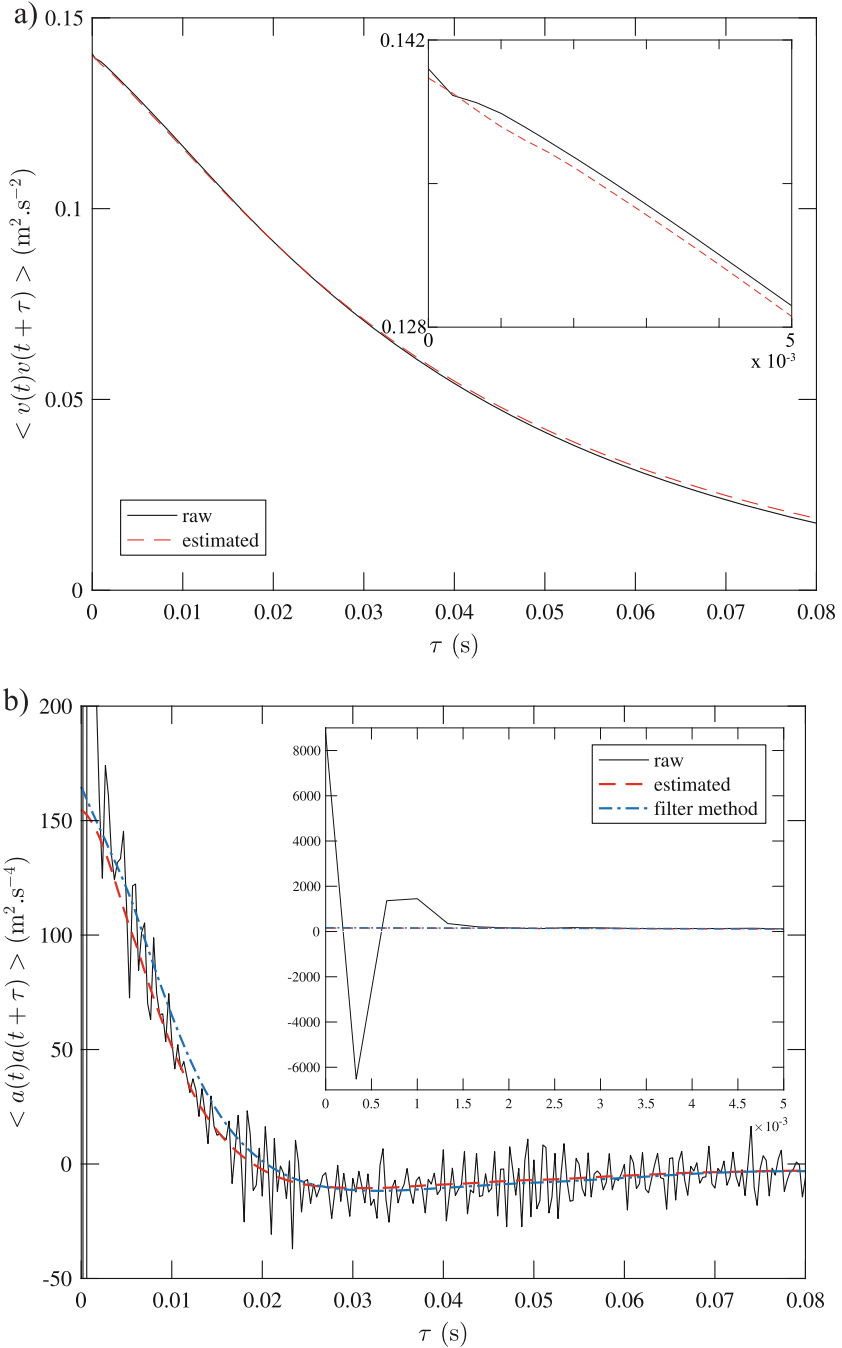 a)
0.15
0.1
0.05
0
< v(t)v(t + τ) > (m².s⁻²)
0.142
0.128
0
5
x 10⁻³
raw
estimated
0 0.01 0.02 0.03 0.04 0.05 0.06 0.07 0.08
τ (s)
b)
200
150
100
50
0
-50
< a(t)a(t + τ) > (m².s⁻⁴)
8000
6000
4000
2000
0
-2000
-4000
-6000
raw
estimated
filter method
0 0.5 1 1.5 2 2.5 3 3.5 4 4.5 5
×10⁻³
0 0.01 0.02 0.03 0.04 0.05 0.06 0.07 0.08
τ (s)